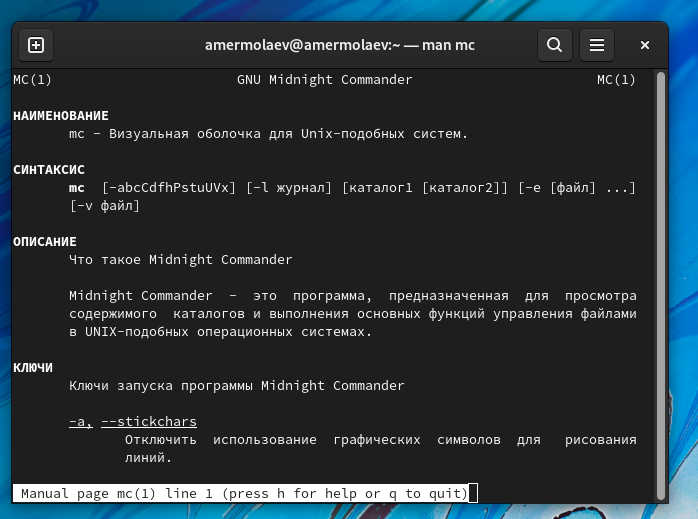 amermolaev@amermolaev:~ — man mc
MC(1) GNU Midnight Commander MC(1)
НАИМЕНОВАНИЕ
mc - Визуальная оболочка для Unix-подобных систем.
СИНТАКСИС
mc [-abcCdfhPstuUVx] [-l журнал] [каталог1 [каталог2]] [-e [файл] ...]
[-v файл]
ОПИСАНИЕ
Что такое Midnight Commander
Midnight Commander - это программа, предназначенная для просмотра
содержимого каталогов и выполнения основных функций управления файлами
в UNIX-подобных операционных системах.
КЛЮЧИ
Ключи запуска программы Midnight Commander
-a, --stickchars
Отключить использование графических символов для рисования
линий.
Manual page mc(1) line 1 (press h for help or q to quit)